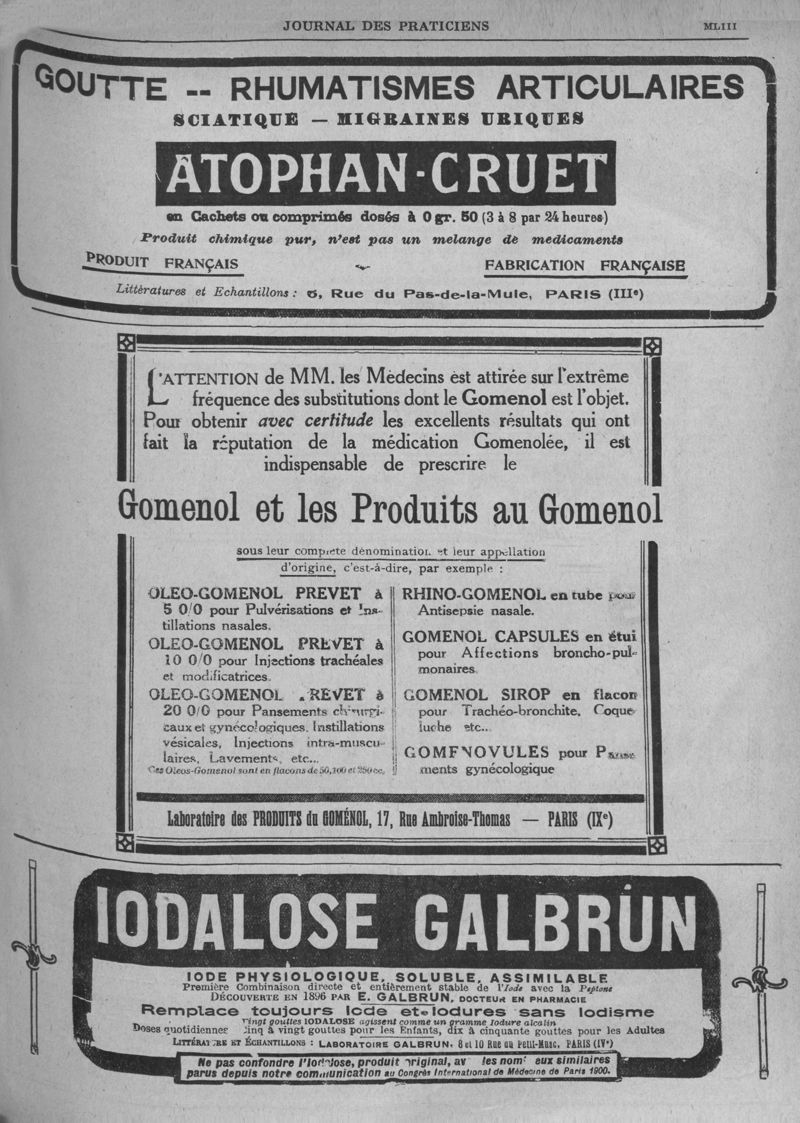 JOURNAL DES PRATICIENS
MLIII
GOUTTE -- RHUMATISMES ARTICULAIRES
SCIATIQUE — MIGRAINES URIQUES
ATOPHAN-CRUET
en Cachets ou comprimés dosés à 0 gr. 50 (3 à 8 par 24 heures)
Produit chimique pur, n'est pas un melange de medicaments
PRODUIT FRANÇAIS
FABRICATION FRANÇAISE
Littératures et Echantillons : 6, Rue du Pas-de-la-Mule, PARIS (IIIe)
L'ATTENTION de MM. les Médecins est attirée sur l'extrême
fréquence des substitutions dont le Gomenol est l'objet.
Pour obtenir avec certitude les excellents résultats qui ont
fait la réputation de la médication Gomenolée, il est
indispensable de prescrire le
Gomenol et les Produits au Gomenol
sous leur complete dénomination et leur appellation
d'origine, c'est-à-dire, par exemple :
OLEO-GOMENOL PREVET à
5 0/0 pour Pulvérisations et Ins-
tillations nasales.
OLEO-GOMENOL PREVET à
10 0/0 pour Injections trachéales
et modificatrices.
OLEO-GOMENOL PREVET à
20 0/0 pour Pansements chirurgi-
caux et gynécologiques, Instillations
vésicales, Injections intra-muscu-
laires, Lavements, etc...
Ces Oleos-Gomenol sont en flacons de 50, 100 et 250 cc.
RHINO-GOMENOL en tube pour
Antisepsie nasale.
GOMENOL CAPSULES en étui
pour Affections broncho-pul-
monaires.
GOMENOL SIROP en flacon
pour Trachéo-bronchite, Coque
luche etc...
GOMENOVULES pour Panse-
ments gynécologique
Laboratoire des PRODUITS du GOMÉNOL, 17, Rue Ambroise-Thomas — PARIS (IXe)
IODALOSE GALBRUN
IODE PHYSIOLOGIQUE, SOLUBLE, ASSIMILABLE
Première Combinaison directe et entièrement stable de l'Iode avec la Peptone
DÉCOUVERTE EN 1896 PAR E. GALBRUN, DOCTEUR EN PHARMACIE
Remplace toujours Iode et Iodures sans Iodisme
Vingt gouttes IODALOSE agissent comme un gramme Iodure alcalin
Doses quotidiennes cinq à vingt gouttes pour les Enfants, dix à cinquante gouttes pour les Adultes
LITTÉRATURE ET ÉCHANTILLONS : LABORATOIRE GALBRUN, 8 et 10 Rue du Petit-Musc, PARIS (IVe)
Ne pas confondre l'Iodalose, produit original, av les nom eux similaires
parus depuis notre communication au Congrès International de Médecine de Paris 1900.